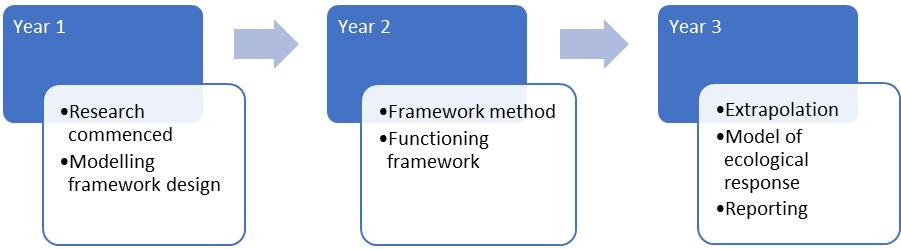 Year 1
•Research
commenced
•Modelling
framework design
Year 2
•Framework method
•Functioning
framework
Year 3
•Extrapolation
•Model of
ecological
response
•Reporting